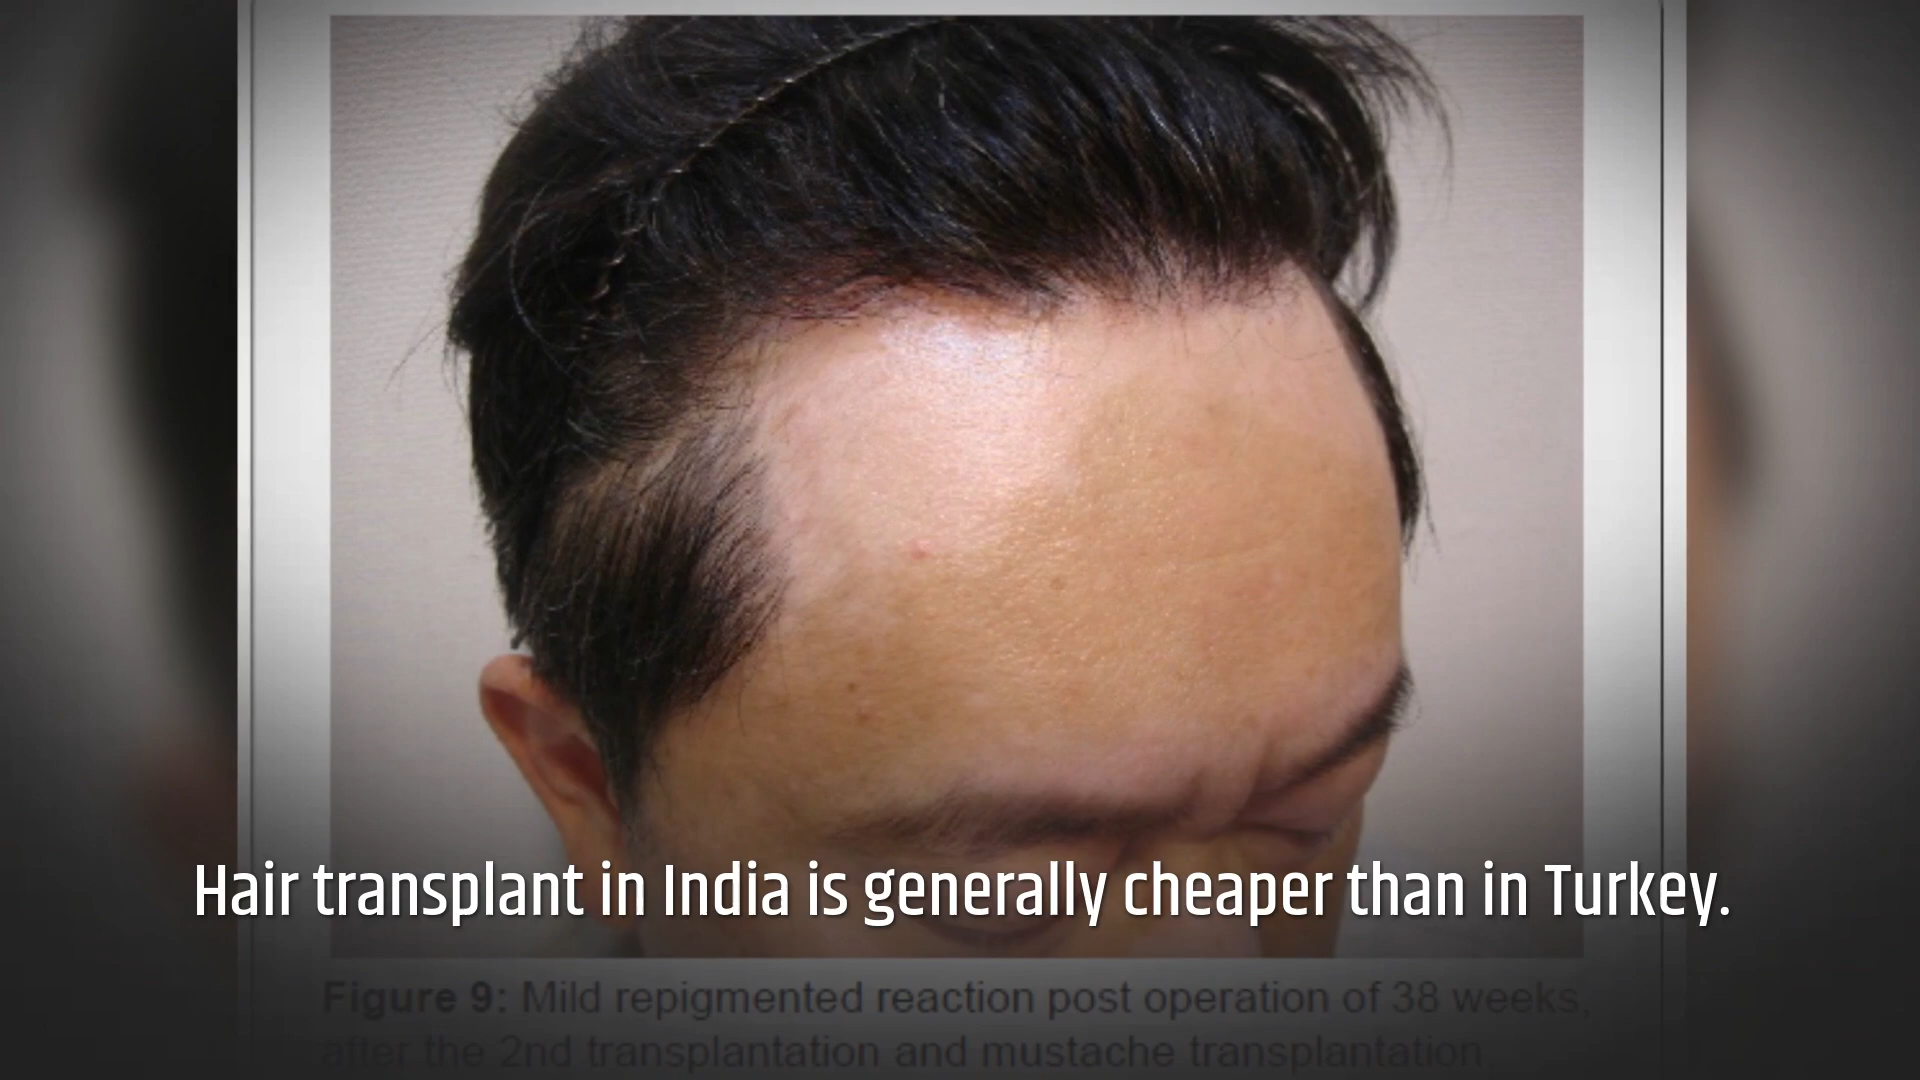 Hair transplant in India is generally cheaper than in Turkey.
Figure 9: Mild repigmented reaction post operation of 38 weeks,
after the 2nd transplantation and mustache transplantation